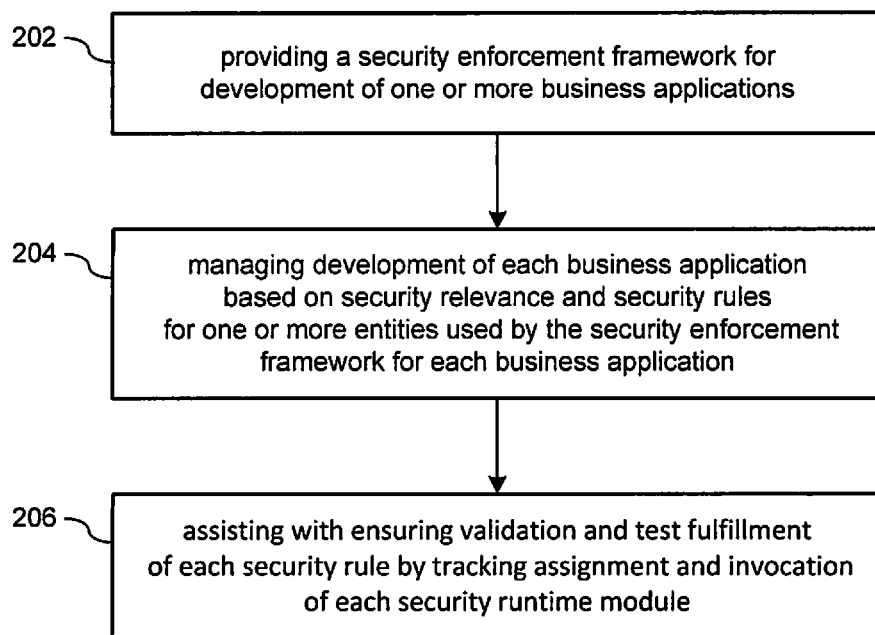 202
providing a security enforcement framework for
development of one or more business applications
204
managing development of each business application
based on security relevance and security rules
for one or more entities used by the security enforcement
framework for each business application
206
assisting with ensuring validation and test fulfillment
of each security rule by tracking assignment and invocation
of each security runtime module